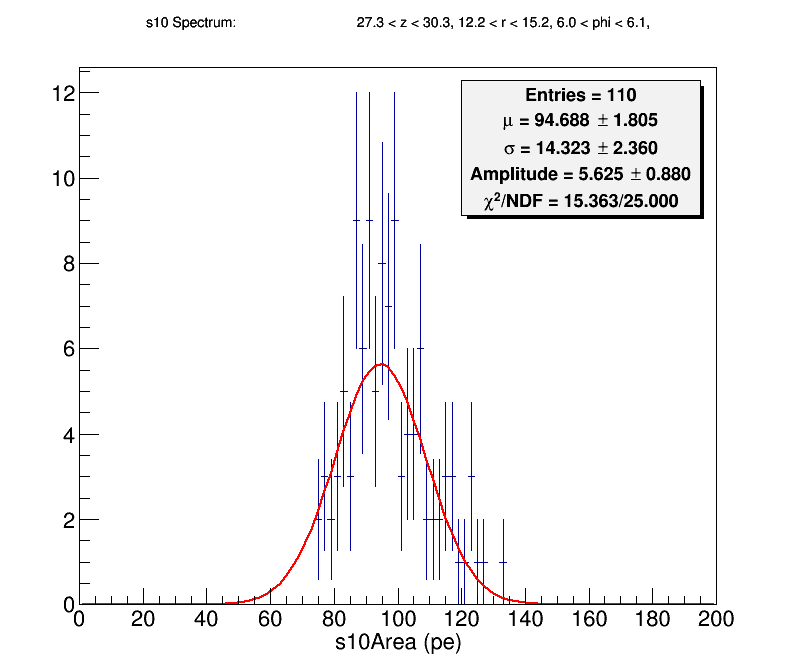 s10 Spectrum: 27.3 < z < 30.3, 12.2 < r < 15.2, 6.0 < phi < 6.1,
Entries = 110
μ = 94.688 ± 1.805
σ = 14.323 ± 2.360
Amplitude = 5.625 ± 0.880
χ²/NDF = 15.363/25.000
12
10
8
6
4
2
0
0 20 40 60 80 100 120 140 160 180 200
s10Area (pe)